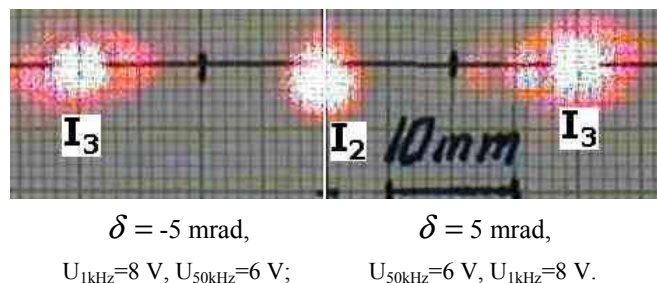 I₃ I₂ 10mm I₃
δ = -5 mrad, δ = 5 mrad,
U₁kHz=8 V, U₅₀kHz=6 V; U₅₀kHz=6 V, U₁kHz=8 V.